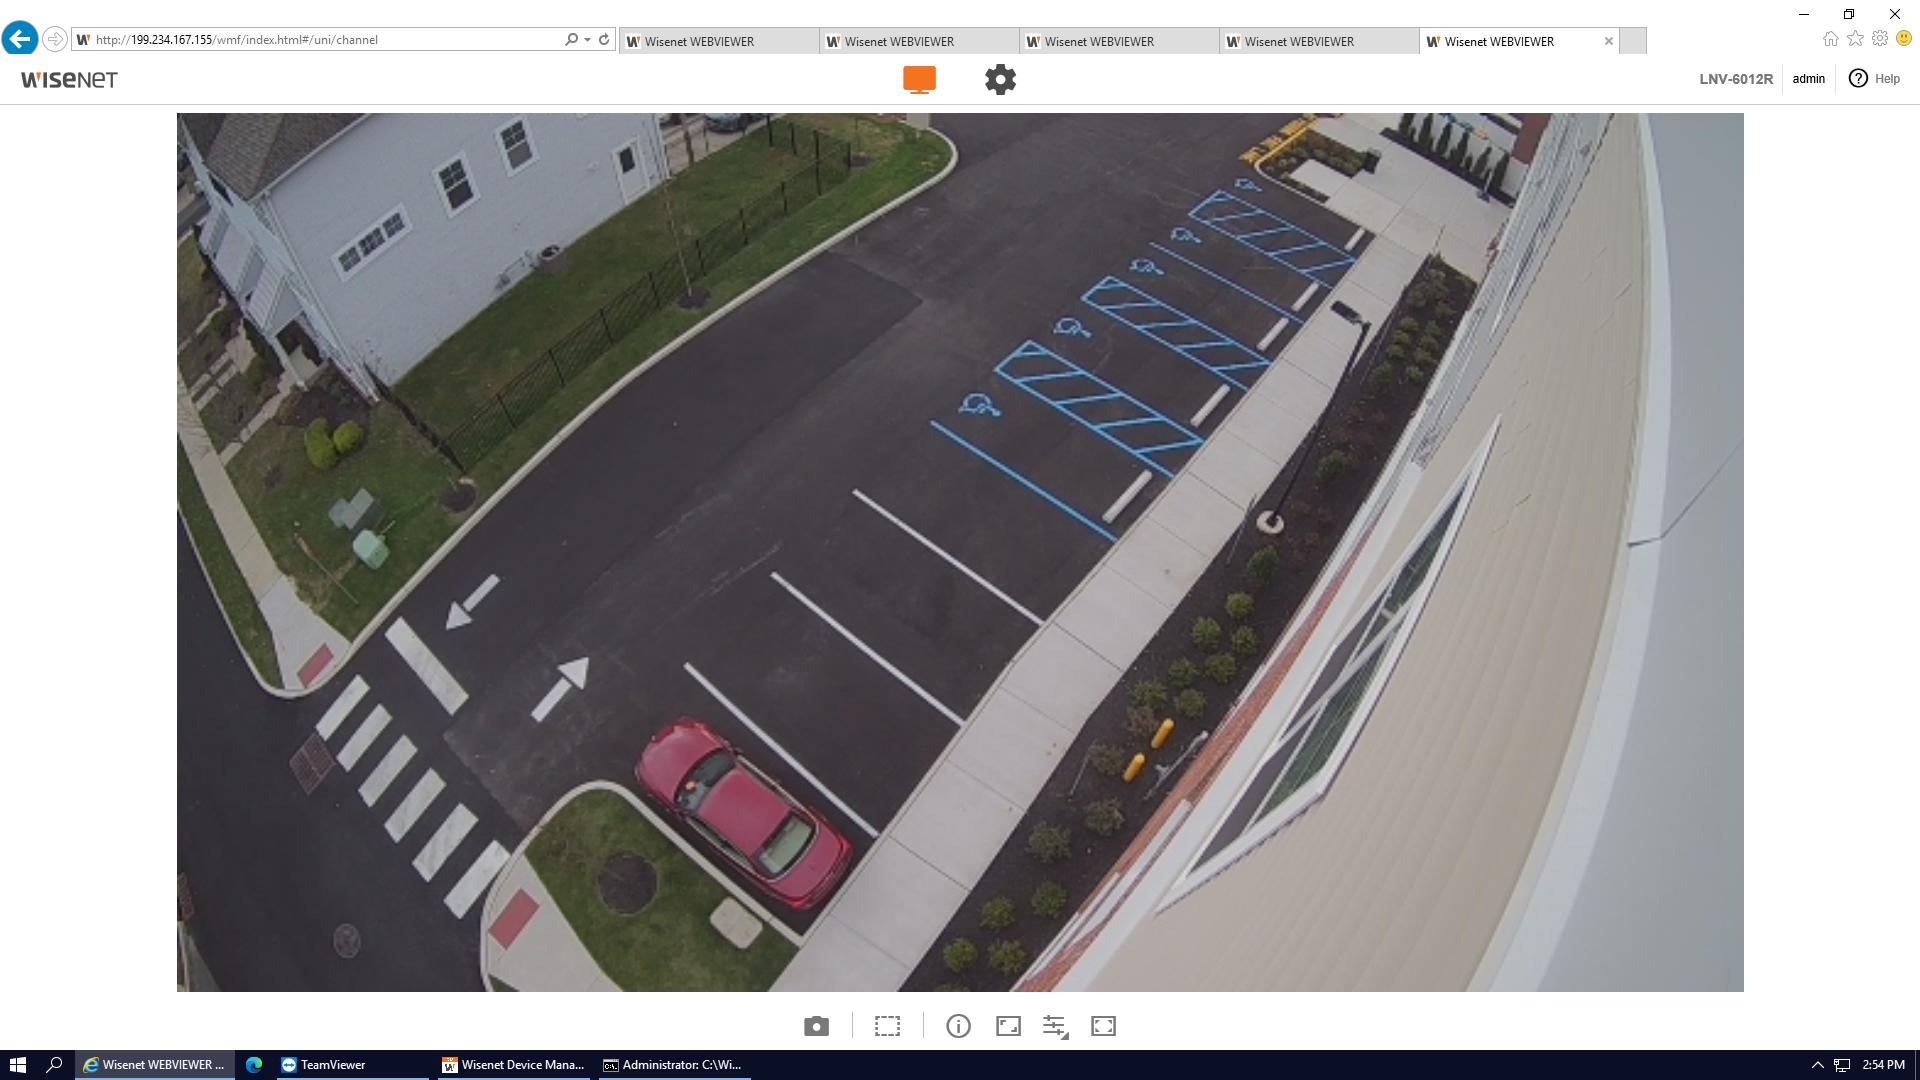 http://199.234.167.155/wmf/index.html#/uni/channel
Wisenet WEBVIEWER
Wisenet WEBVIEWER
Wisenet WEBVIEWER
Wisenet WEBVIEWER
Wisenet WEBVIEWER
WISENET
LNV-6012R
admin
Help
Wisenet WEBVIEWER ...
TeamViewer
Wisenet Device Mana...
Administrator: C:\Wi...
2:54 PM